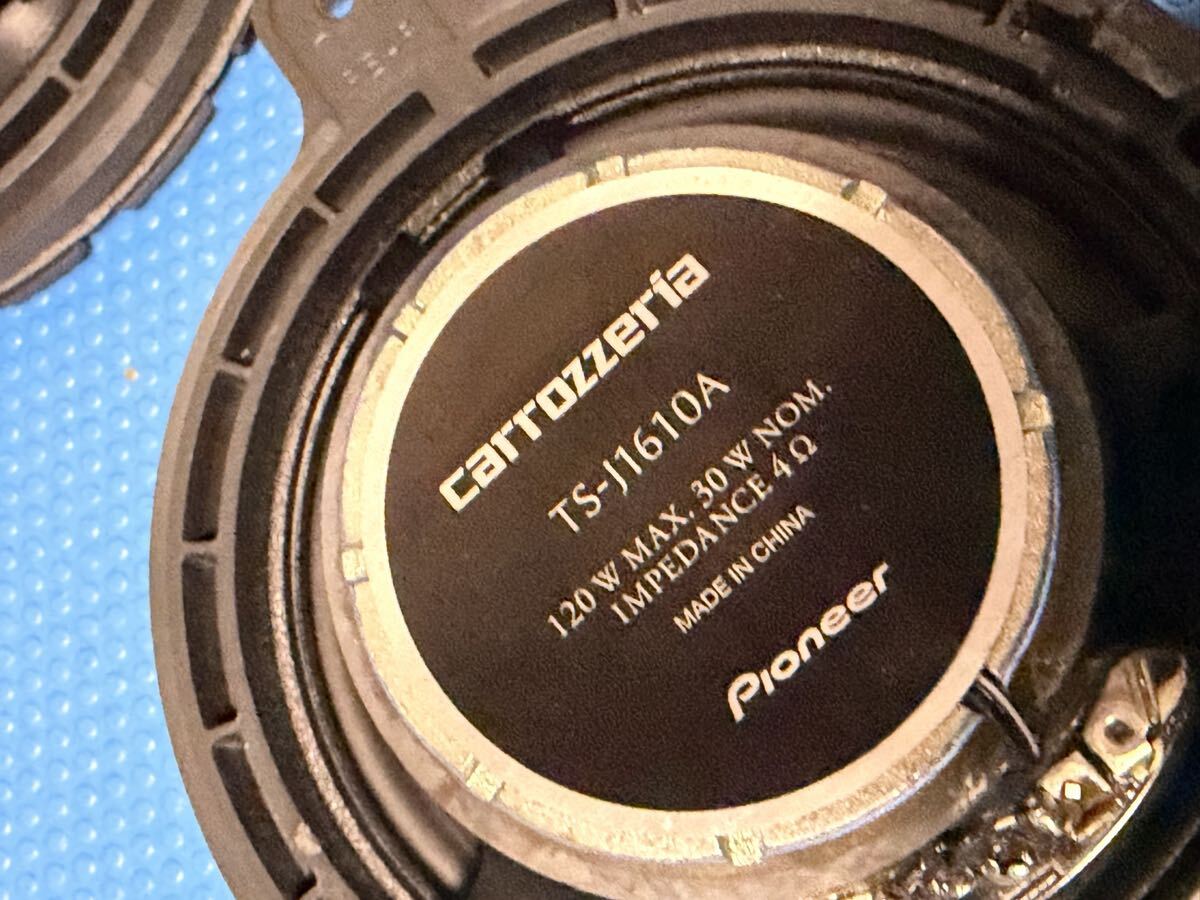 carrozzeria
TS-J1610A
120 W MAX. 30 W NOM.
IMPEDANCE 4 Ω
MADE IN CHINA
Pioneer